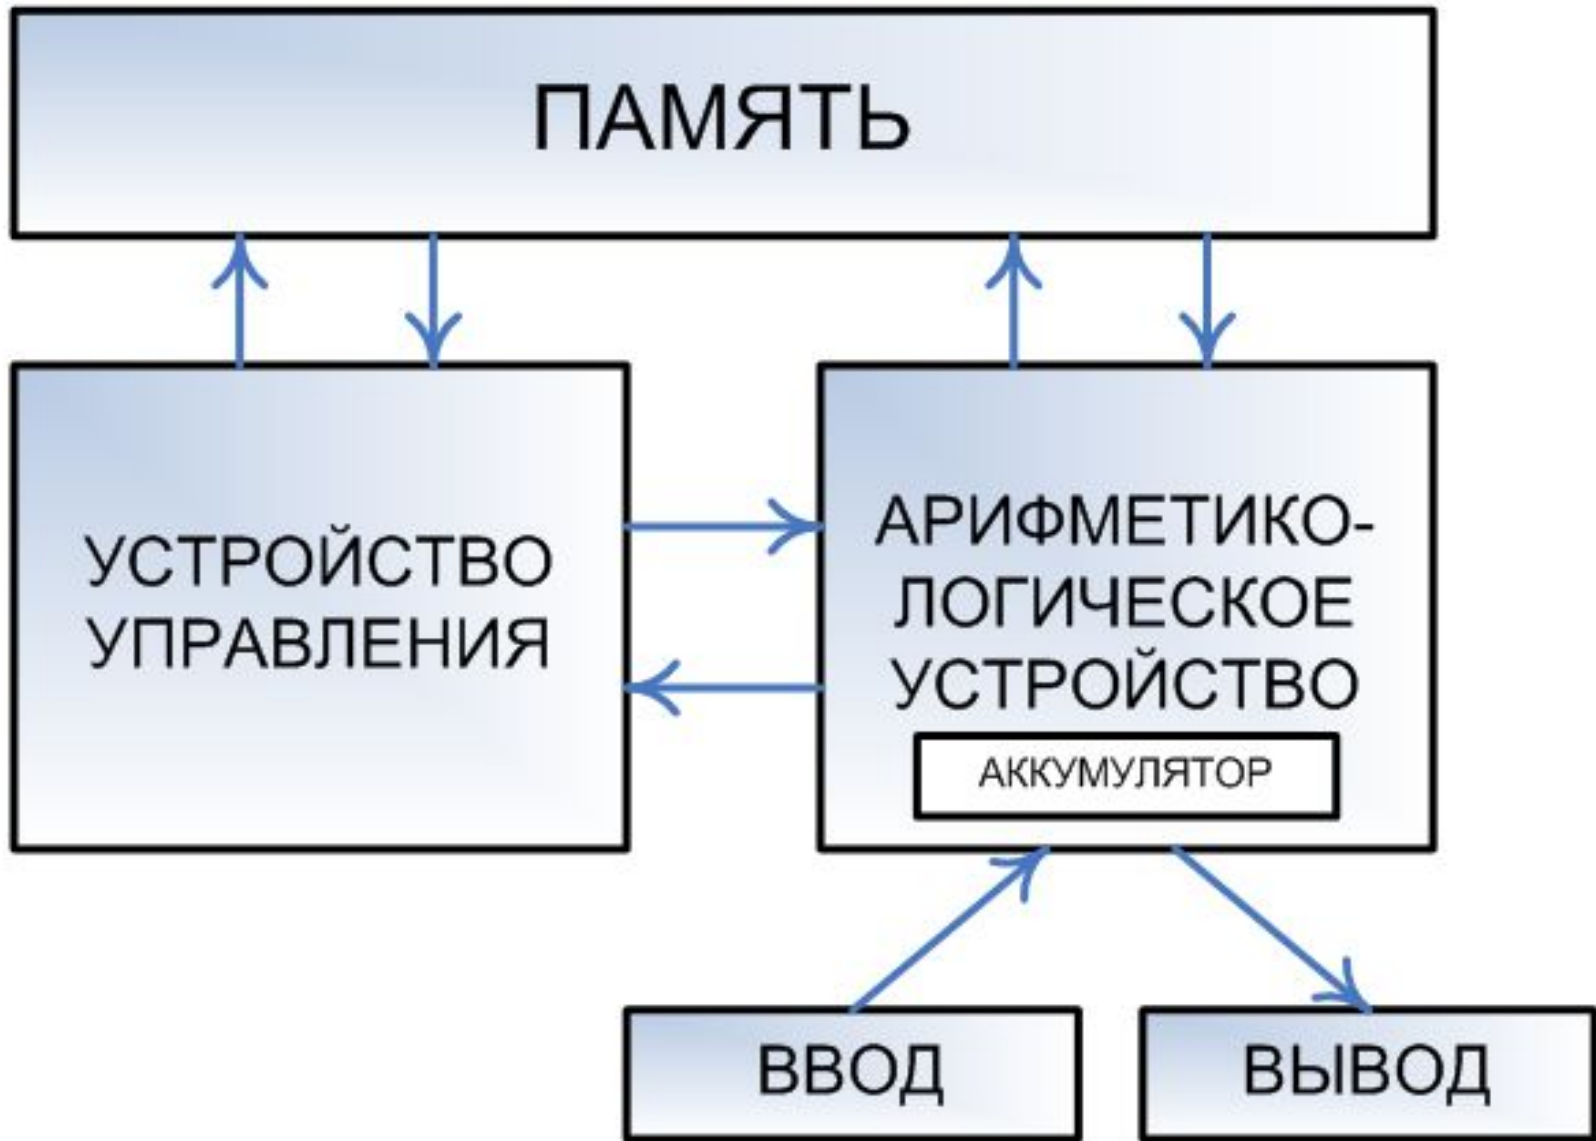 ПАМЯТЬ
УСТРОЙСТВО
УПРАВЛЕНИЯ
АРИФМЕТИКО-
ЛОГИЧЕСКОЕ
УСТРОЙСТВО
АККУМУЛЯТОР
ВВОД
ВЫВОД